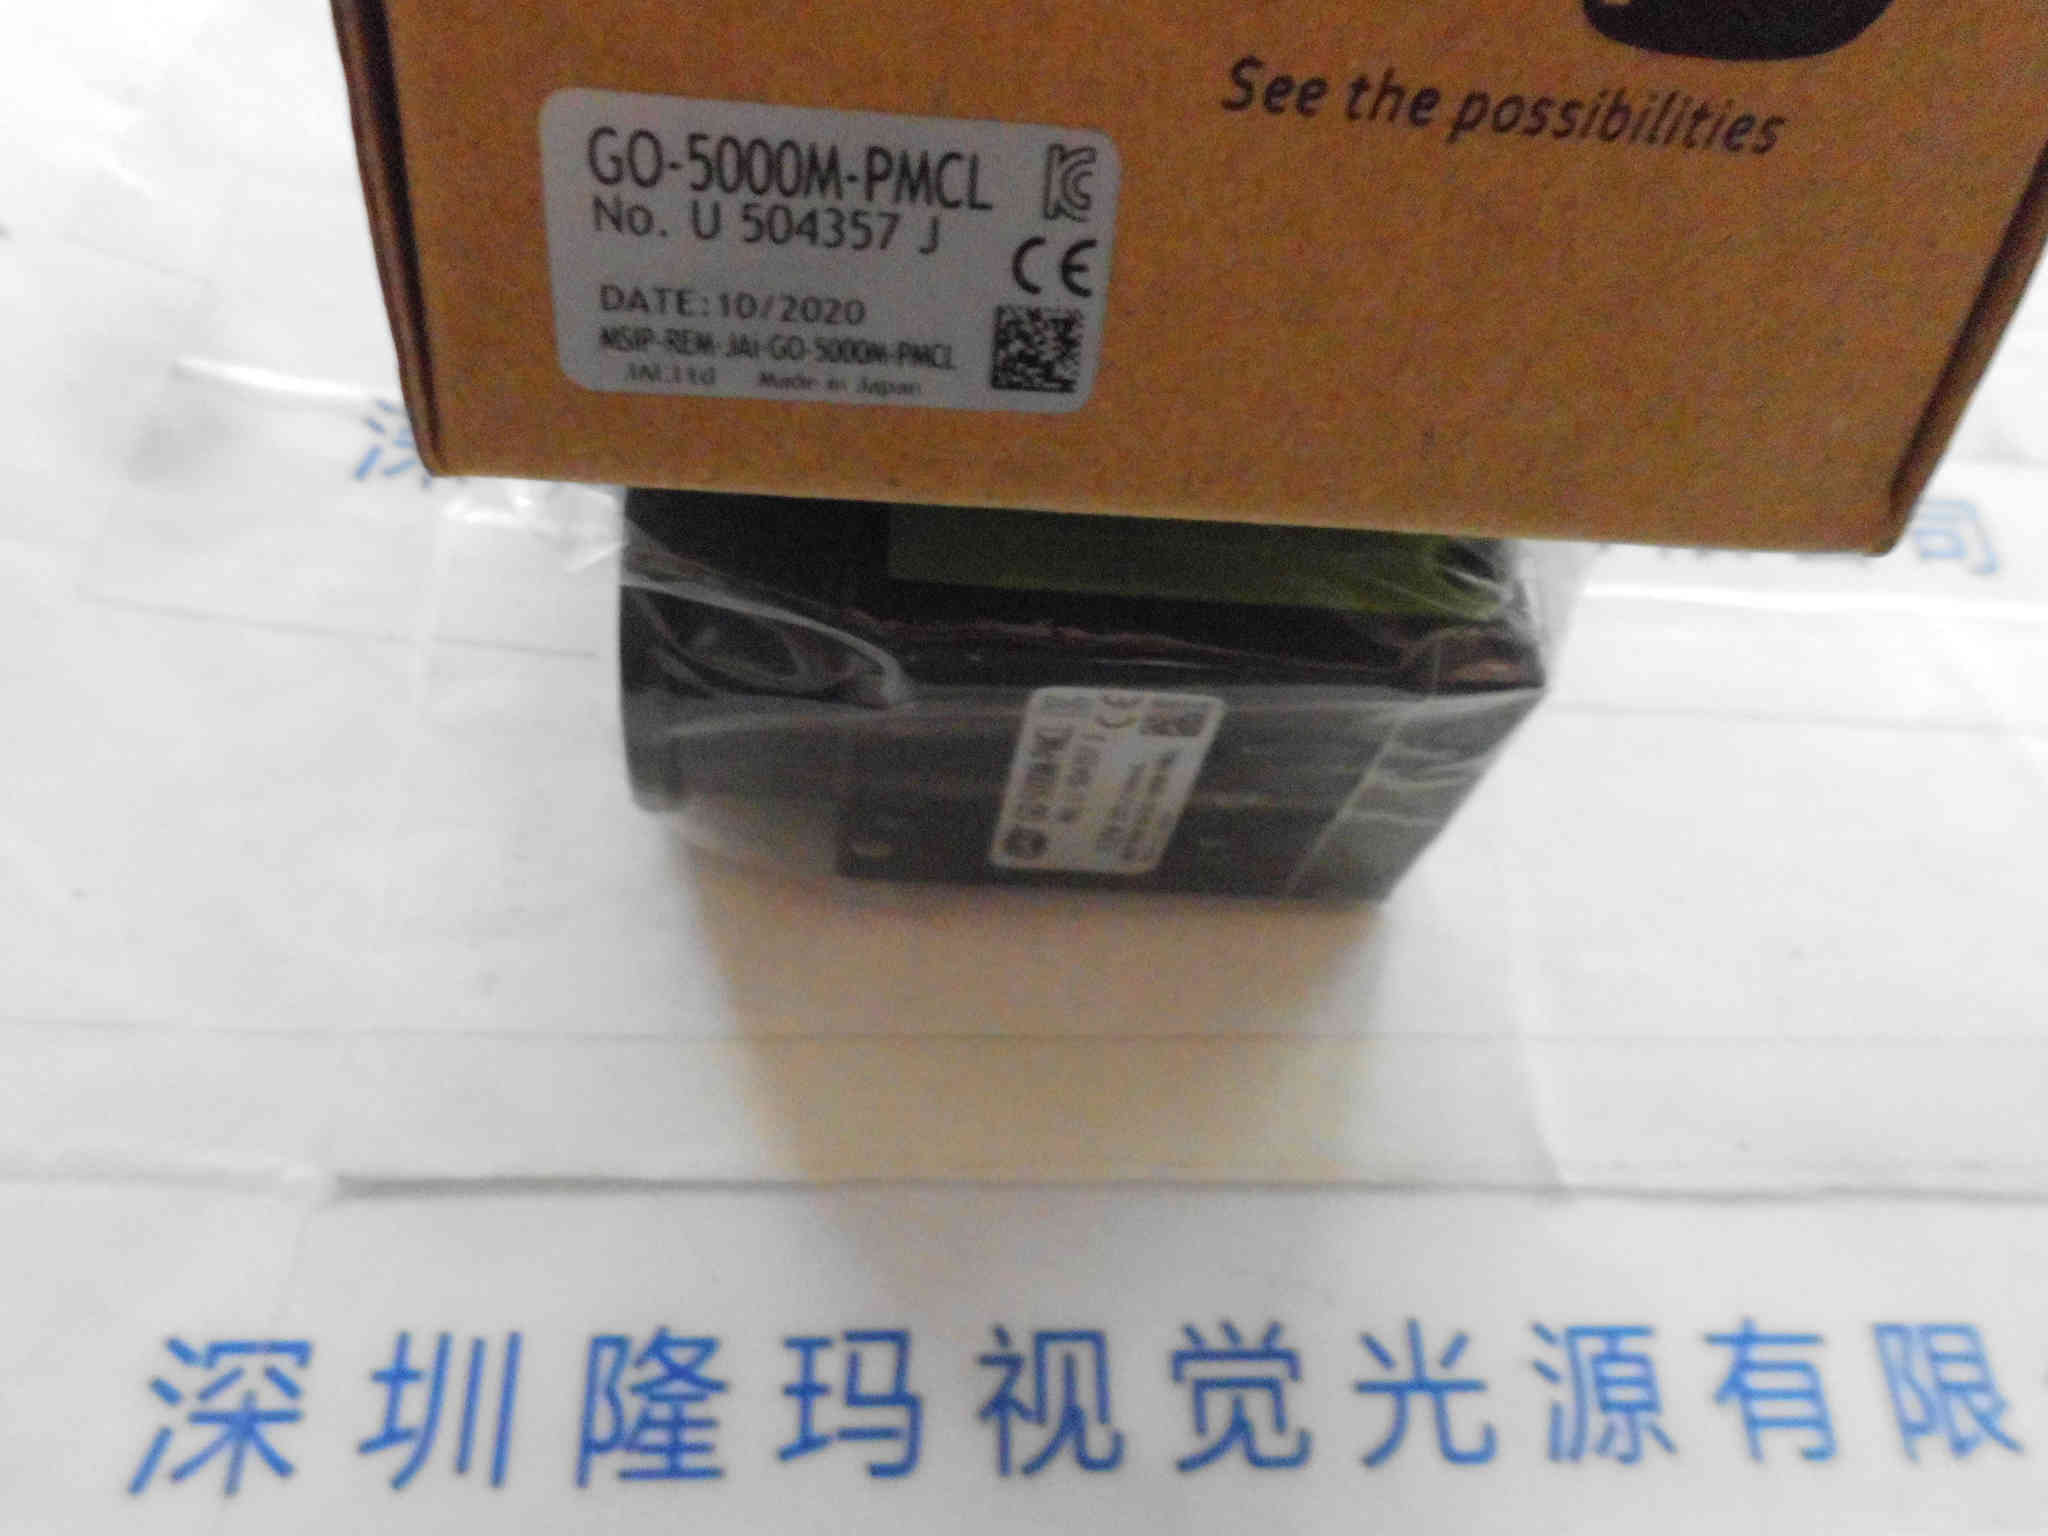 See the possibilities
GO-5000M-PMCL
No. U 504357 J
CE
DATE:10/2020
MSIP-REM-JAI-GO-5000M-PMCL
JAI.Ltd Made in Japan
司
深圳隆玛视觉光源有限